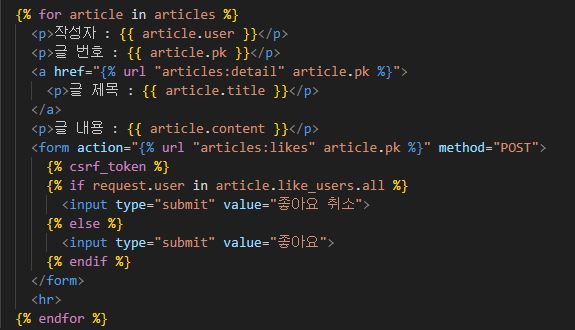 {% for article in articles %}
  <p>작성자 : {{ article.user }}</p>
  <p>글 번호 : {{ article.pk }}</p>
  <a href="{% url "articles:detail" article.pk %}">
    <p>글 제목 : {{ article.title }}</p>
  </a>
  <p>글 내용 : {{ article.content }}</p>
  <form action="{% url "articles:likes" article.pk %}" method="POST">
    {% csrf_token %}
    {% if request.user in article.like_users.all %}
      <input type="submit" value="좋아요 취소">
    {% else %}
      <input type="submit" value="좋아요">
    {% endif %}
  </form>
  <hr>
{% endfor %}